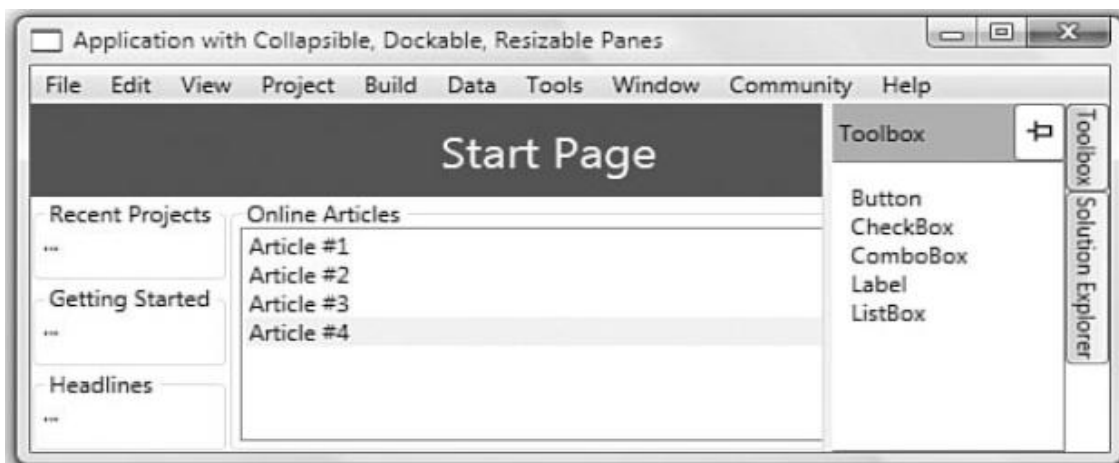 Application with Collapsible, Dockable, Resizable Panes
File Edit View Project Build Data Tools Window Community Help
Start Page
Recent Projects
...
Getting Started
...
Headlines
...
Online Articles
Article #1
Article #2
Article #3
Article #4
Toolbox
Button
CheckBox
ComboBox
Label
ListBox
Toolbox
Solution Explorer